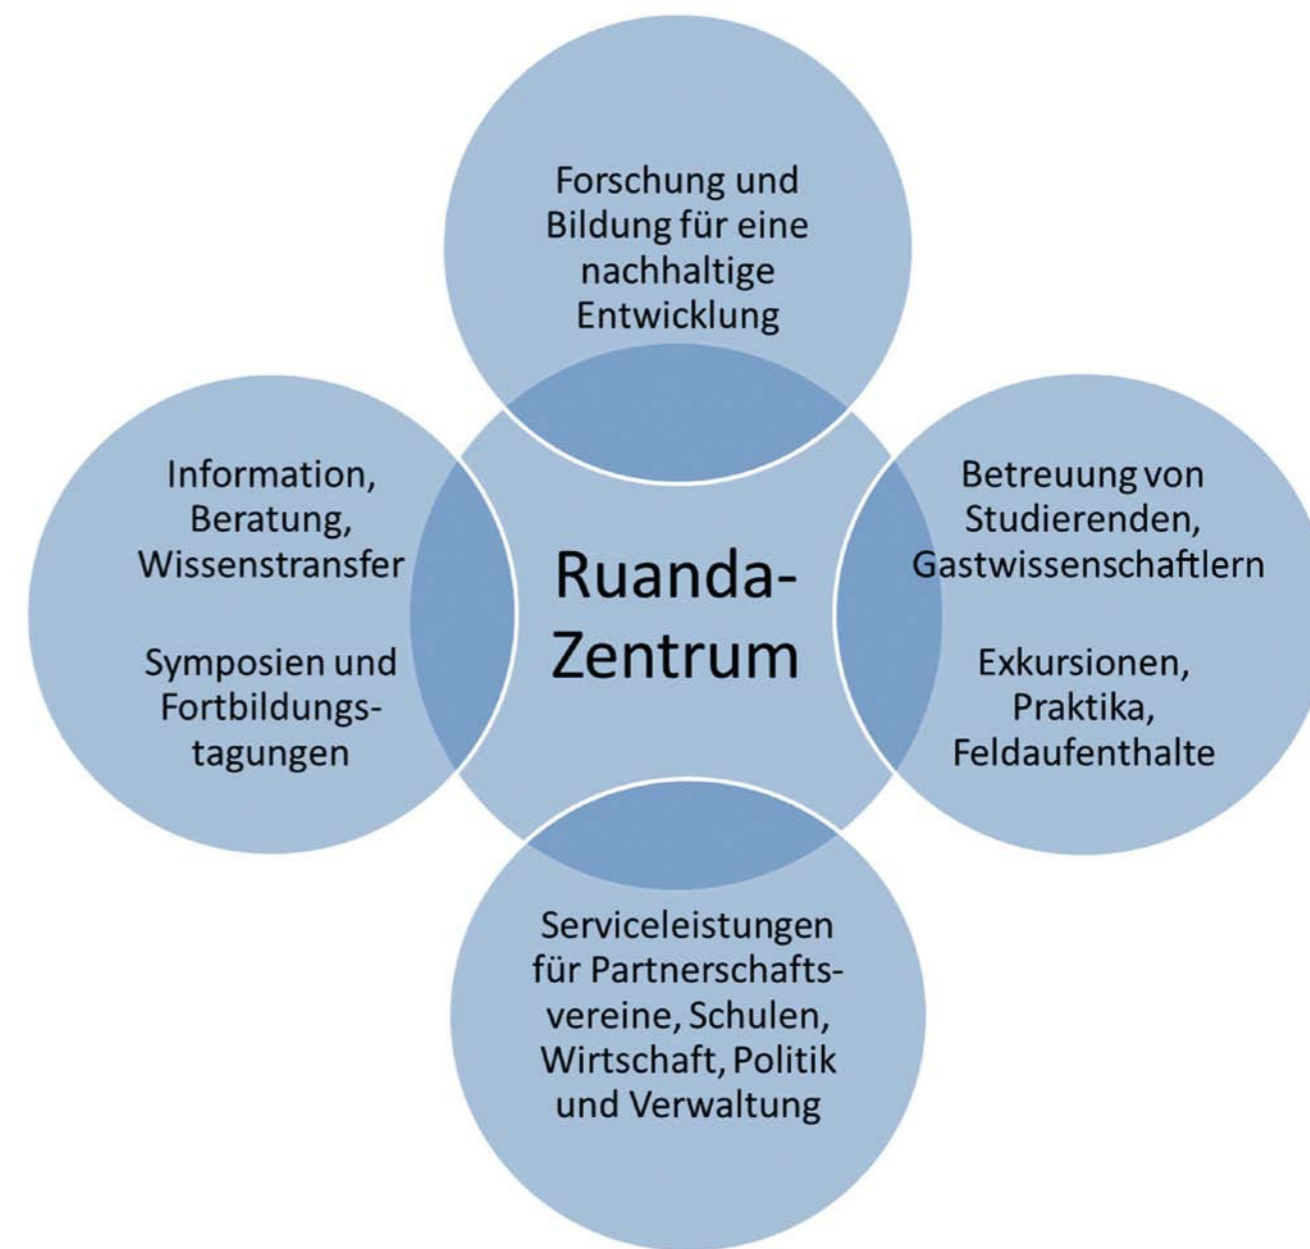 Forschung und
Bildung für eine
nachhaltige
Entwicklung
Information,
Beratung,
Wissenstransfer
Symposien und
Fortbildungs-
tagungen
Ruanda-
Zentrum
Betreuung von
Studierenden,
Gastwissenschaftlern
Exkursionen,
Praktika,
Feldaufenthalte
Serviceleistungen
für Partnerschafts-
vereine, Schulen,
Wirtschaft, Politik
und Verwaltung